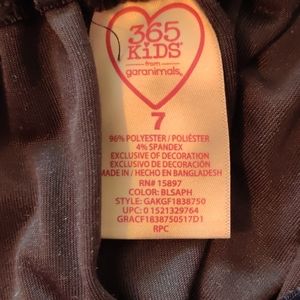 365
KiDS
from
garanimals
7
96% POLYESTER / POLIÉSTER
4% SPANDEX
EXCLUSIVE OF DECORATION
EXCLUSIVO DE DECORACIÓN
MADE IN / HECHO EN BANGLADESH
RN# 15897
COLOR: BLSAPH
STYLE: GAKGF1838750
UPC: 0 1521329764
GRACF1838750517D1
RPC